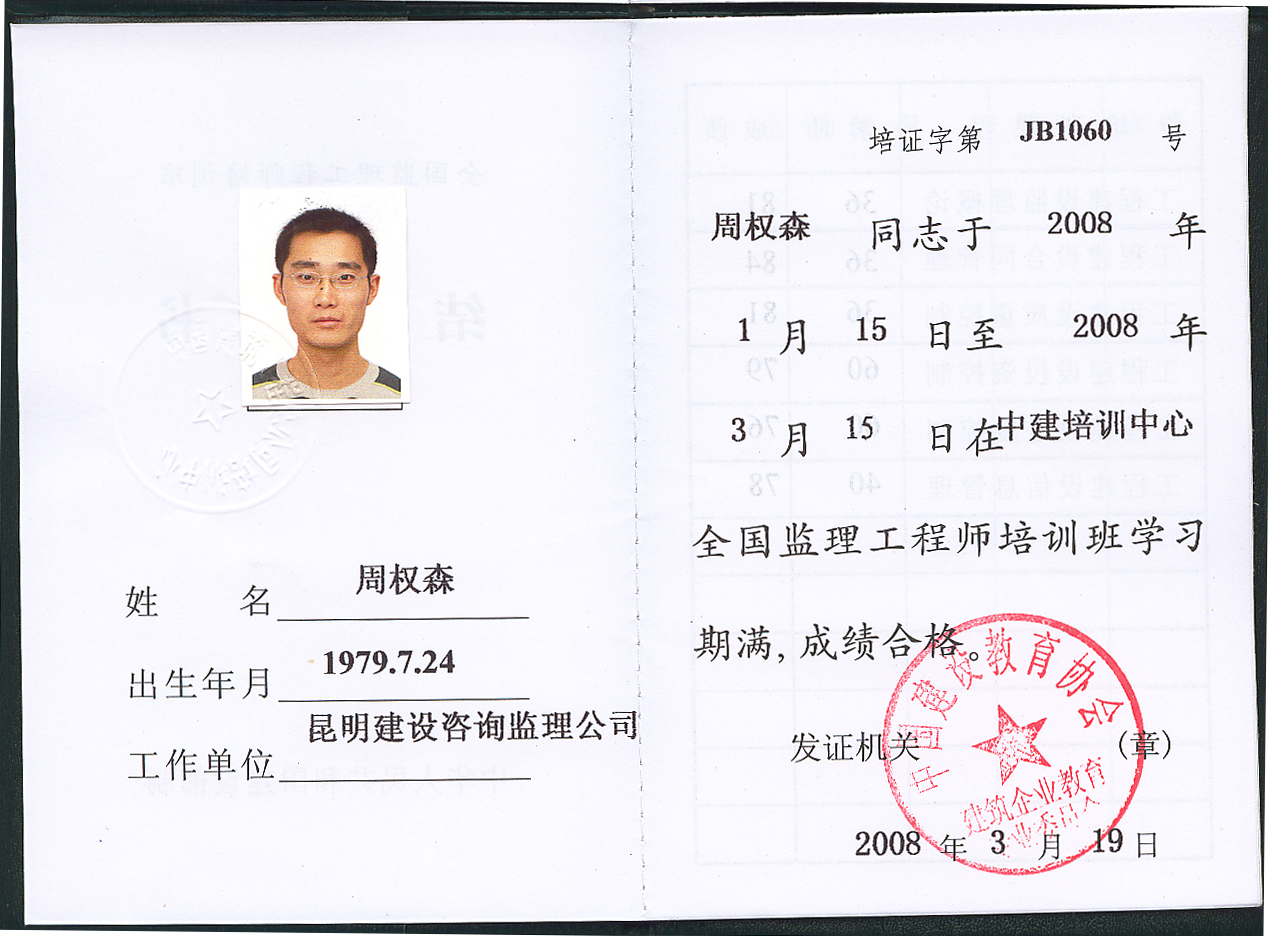 姓 名 周权森
出生年月 1979.7.24
工作单位 昆明建设咨询监理公司
培证字第 JB1060 号
周权森 同志于 2008 年
1 月 15 日至 2008 年
3 月 15 日在中建培训中心
全国监理工程师培训班学习
期满,成绩合格。
发证机关 (章)
中国建设教育协会
建筑企业教育
2008 年 3 月 19 日